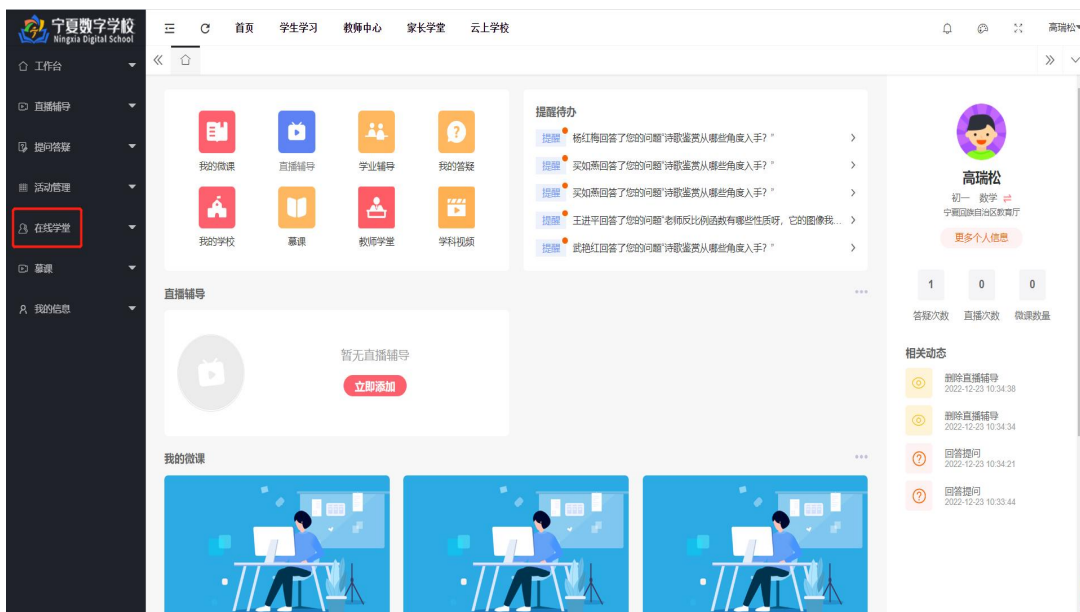 宁夏数字学校
Ningxia Digital School
首页 学生学习 教师中心 家长学堂 云上学校
高瑞松
工作台
直播辅导
提问答疑
活动管理
在线学堂
慕课
我的信息
我的微课 直播辅导 学业辅导 我的答疑
我的学校 慕课 教师学堂 学科视频
提醒待办
提醒 杨红梅回答了您的问题"诗歌鉴赏从哪些角度入手？"
提醒 买如燕回答了您的问题"诗歌鉴赏从哪些角度入手？"
提醒 买如燕回答了您的问题"诗歌鉴赏从哪些角度入手？"
提醒 王进平回答了您的问题"老师反比例函数有哪些性质呀，它的图像我...
提醒 武艳红回答了您的问题"诗歌鉴赏从哪些角度入手？"
直播辅导
暂无直播辅导
立即添加
我的微课
高瑞松
初一 数学
宁夏回族自治区教育厅
更多个人信息
1 0 0
答疑次数 直播次数 微课数量
相关动态
删除直播辅导
2022-12-23 10:34:38
删除直播辅导
2022-12-23 10:34:34
回答提问
2022-12-23 10:34:21
回答提问
2022-12-23 10:33:44